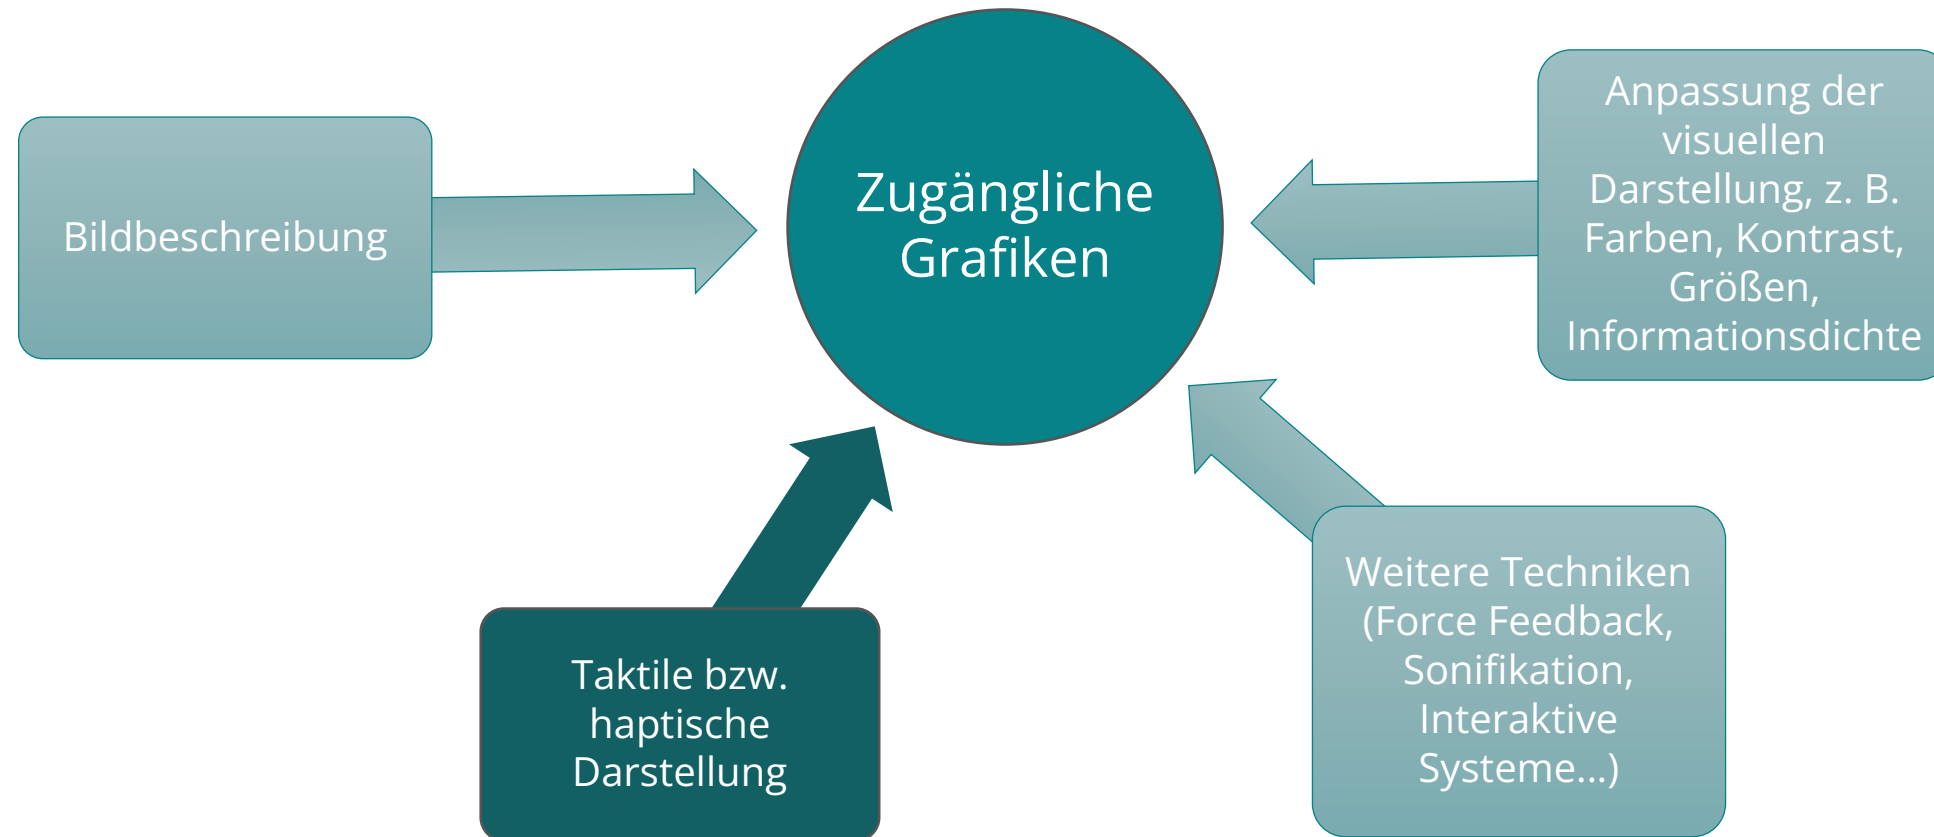 Bildbeschreibung
Zugängliche
Grafiken
Anpassung der
visuellen
Darstellung, z. B.
Farben, Kontrast,
Größen,
Informationsdichte
Taktile bzw.
haptische
Darstellung
Weitere Techniken
(Force Feedback,
Sonifikation,
Interaktive
Systeme...)